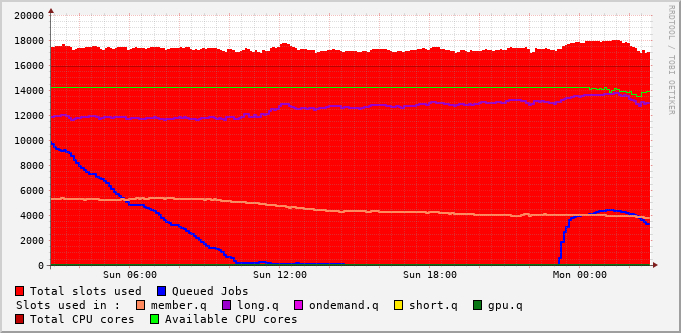 RRDTOOL / TOBI OETIKER
20000
18000
16000
14000
12000
10000
8000
6000
4000
2000
0
Sun 06:00 Sun 12:00 Sun 18:00 Mon 00:00
Total slots used Queued Jobs
Slots used in : member.q long.q ondemand.q short.q gpu.q
Total CPU cores Available CPU cores